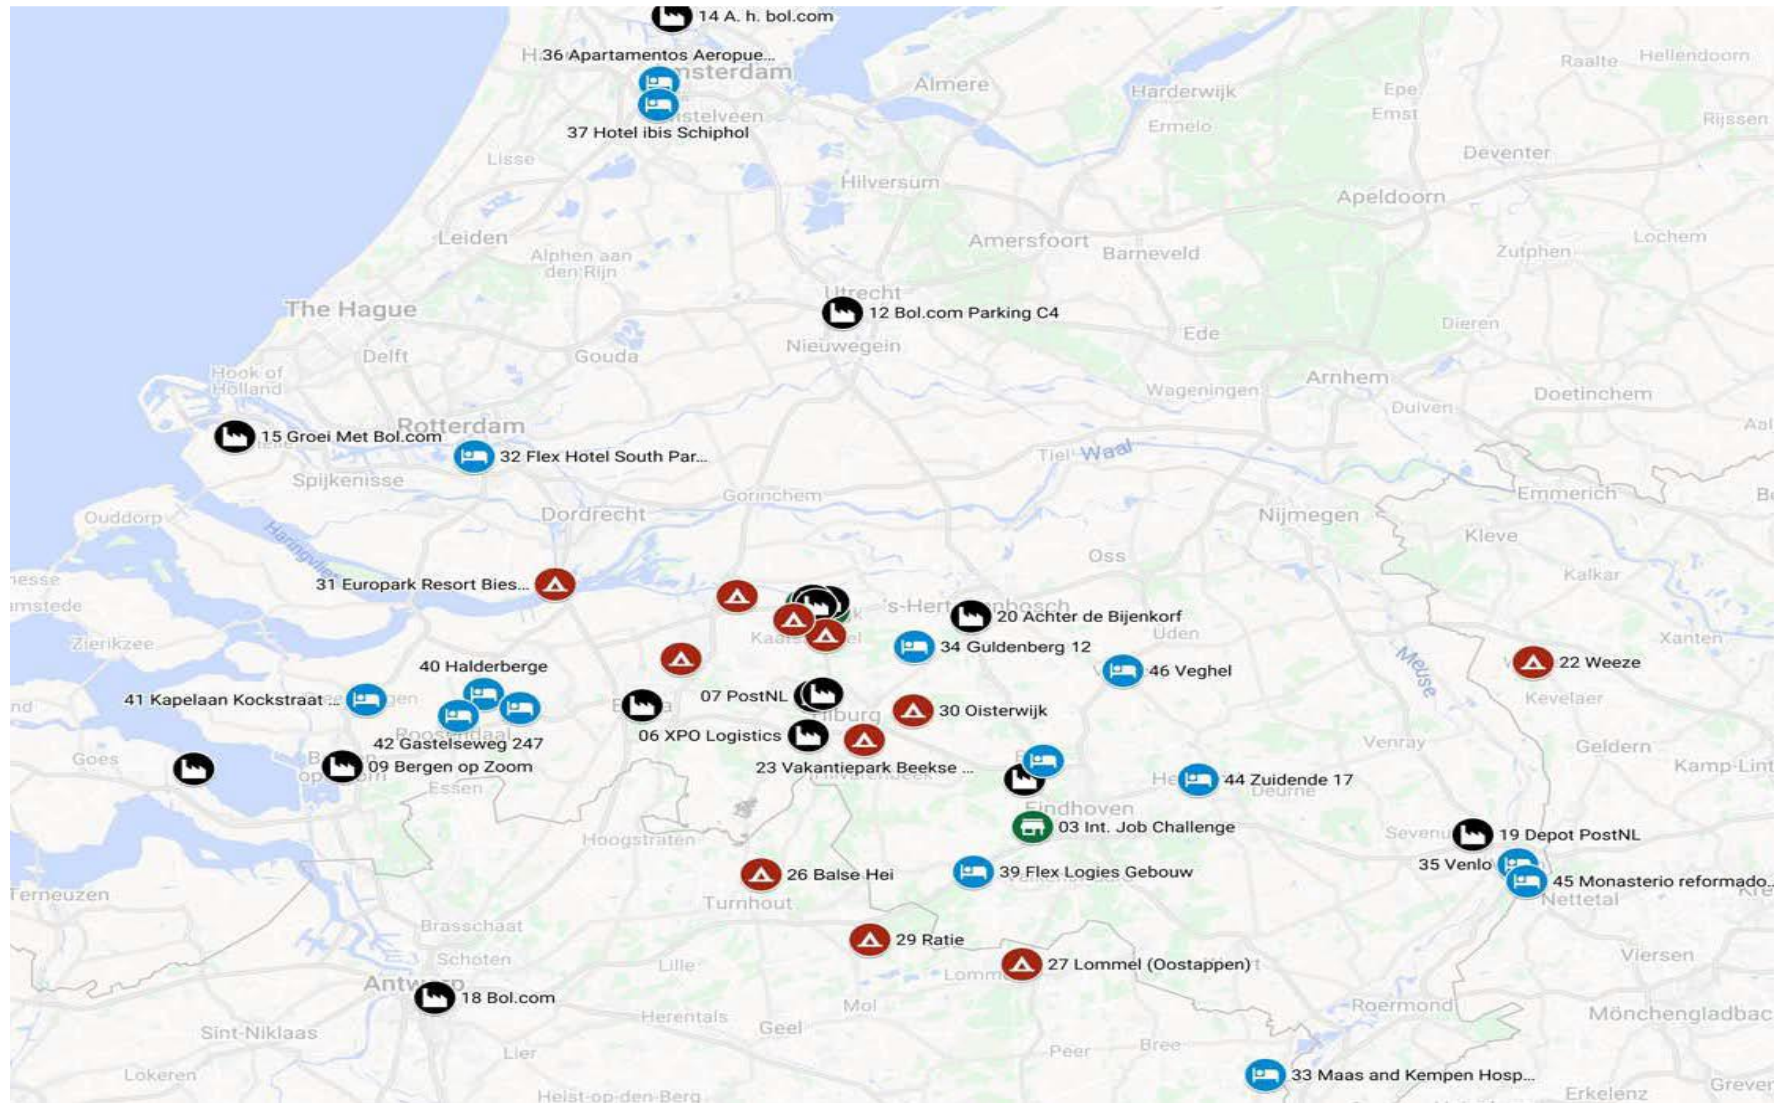 14 A. h. bol.com
36 Apartamentos Aeropue...
Raalte
Hellendoorn
Almere
Harderwijk
Epe
Emst
37 Hotel ibis Schiphol
Ermelo
Rijssen
Lisse
Deventer
Hilversum
Apeldoorn
Leiden
Amersfoort
Lochem
Alphen aan
den Rijn
Barneveld
Zutphen
The Hague
Utrecht
12 Bol.com Parking C4
Delft
Gouda
Nieuwegein
Ede
Dieren
Hook of
Holland
Wageningen
Arnhem
Doetinchem
Duiven
Rotterdam
15 Groei Met Bol.com
32 Flex Hotel South Par...
Tiel
Waal
Spijkenisse
Gorinchem
Emmerich
Ouddorp
Dordrecht
Nijmegen
Kleve
Oss
31 Europark Resort Bies...
Kalkar
20 Achter de Bijenkorf
Zierikzee
Uden
Xanten
34 Guldenberg 12
40 Halderberge
46 Veghel
Meuse
22 Weeze
41 Kapelaan Kockstraat ...
07 PostNL
Kevelaer
30 Oisterwijk
06 XPO Logistics
42 Gastelseweg 247
Venray
Goes
09 Bergen op Zoom
23 Vakantiepark Beekse ...
Geldern
Essen
44 Zuidende 17
Deurne
Kamp-Lint
Eindhoven
Hoogstraten
03 Int. Job Challenge
19 Depot PostNL
35 Venlo
26 Balse Hei
39 Flex Logies Gebouw
45 Monasterio reformado...
Terneuzen
Turnhout
Nettetal
Brasschaat
29 Ratie
Schoten
Lille
27 Lommel (Oostappen)
Viersen
18 Bol.com
Mol
Roermond
Herentals
Geel
Mönchengladbac
Sint-Niklaas
Lier
Peer
Bree
Lokeren
33 Maas and Kempen Hosp...
Heist-op-den-Berg
Erkelenz